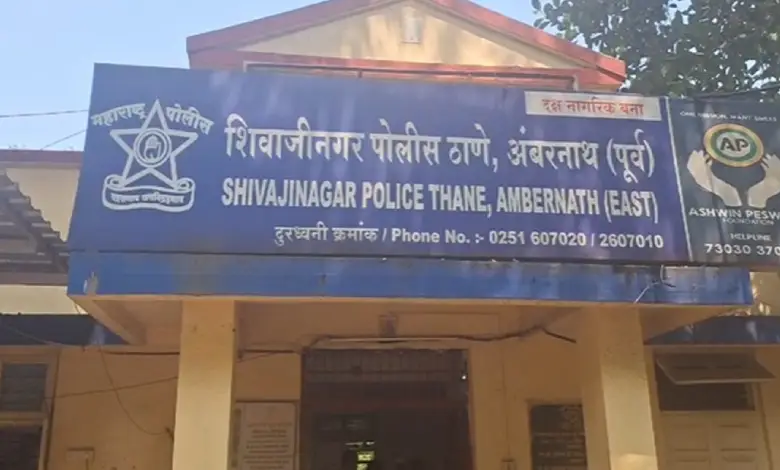 महाराष्ट्र पोलीस
दक्ष नागरिक बना
शिवाजीनगर पोलीस ठाणे, अंबरनाथ (पूर्व)
SHIVAJINAGAR POLICE THANE, AMBERNATH (EAST)
दुरध्वनी क्रमांक / Phone No. :- 0251 607020 / 2607010
AP
ASHWIN PESW
FOUNDATION
HELPLINE
73030 370